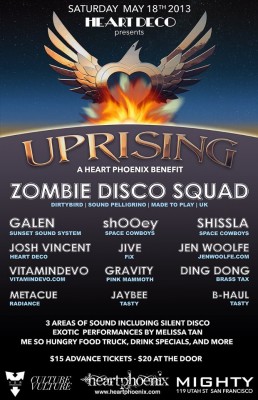 SATURDAY MAY 18TH 2013
HEART DECO
presents
UPRISING
A HEART PHOENIX BENEFIT
ZOMBIE DISCO SQUAD
DIRTYBIRD | SOUND PELLIGRINO | MADE TO PLAY | UK
GALEN shOOey SHISSLA
SUNSET SOUND SYSTEM SPACE COWBOYS SPACE COWBOYS
JOSH VINCENT JIVE JEN WOOLFE
HEART DECO FIX JENWOOLFE.COM
VITAMINDEVO GRAVITY DING DONG
VITAMINDEVO.COM PINK MAMMOTH BRASS TAX
METACUE JAYBEE B-HAUL
RADIANCE TASTY TASTY
3 AREAS OF SOUND INCLUDING SILENT DISCO
EXOTIC PERFORMANCES BY MELISSA TAN
ME SO HUNGRY FOOD TRUCK, DRINK SPECIALS, AND MORE
$15 ADVANCE TICKETS - $20 AT THE DOOR
CULTURE VULTURE heartphoenix MIGHTY
www.heartphoenix.com 119 UTAH ST SAN FRANCISCO